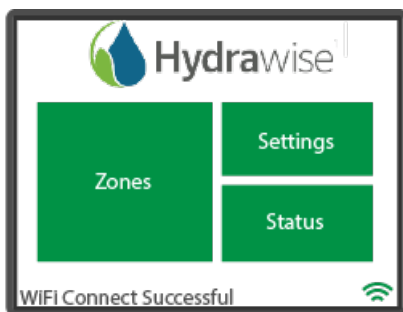 Hydrawise
Zones
Settings
Status
WIFI Connect Successful